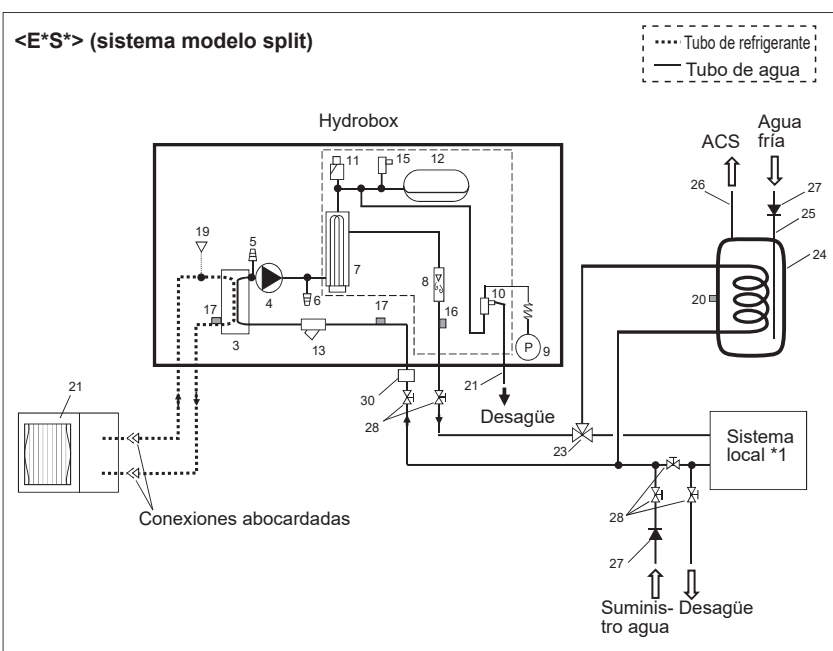 <E*S*> (sistema modelo split)
Tubo de refrigerante
Tubo de agua
Hydrobox
ACS
Agua
fría
11
15
12
26
27
25
19
5
24
7
8
4
6
10
20
17
17
16
3
13
P
9
21
30
21
28
Desagüe
23
Sistema
local *1
Conexiones abocardadas
28
27
Suminis-
tro agua
Desagüe